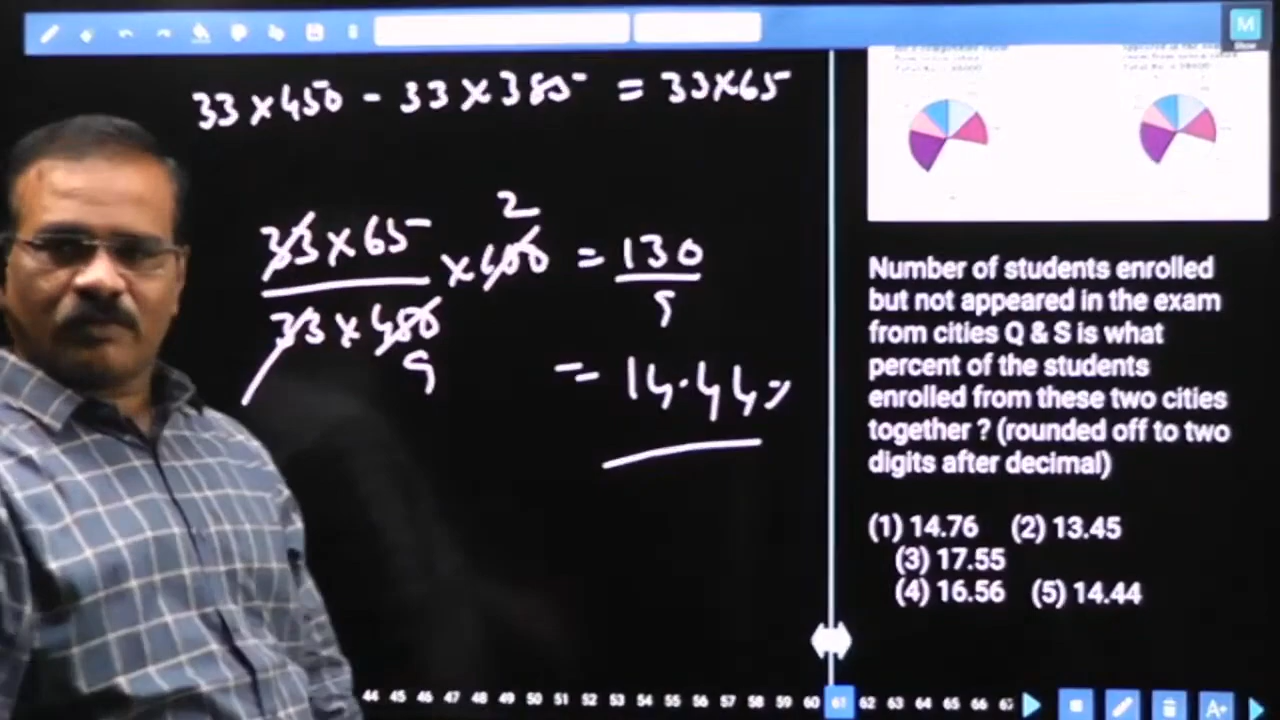 M
Show
33 × 450 - 33 × 385 = 33×65
33 × 65 / 33 × 450 × 100 = 130 / 9
2
9
= 14.44%
Number of students enrolled
but not appeared in the exam
from cities Q & S is what
percent of the students
enrolled from these two cities
together ? (rounded off to two
digits after decimal)
(1) 14.76 (2) 13.45
(3) 17.55
(4) 16.56 (5) 14.44
44 45 46 47 48 49 50 51 52 53 54 55 56 57 58 59 60 61 62 63 64 65 66 A+